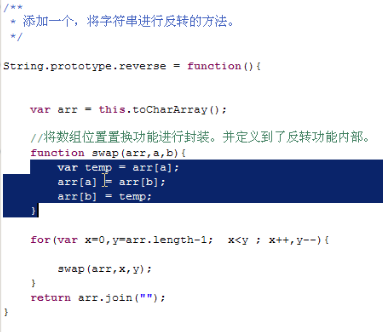 /**
 * 添加一个，将字符串进行反转的方法。
 */
String.prototype.reverse = function(){
var arr = this.toCharArray();
//将数组位置置换功能进行封装。并定义到了反转功能内部。
function swap(arr,a,b){
var temp = arr[a];
arr[a] = arr[b];
arr[b] = temp;
}
for(var x=0,y=arr.length-1; x<y ; x++,y--){
swap(arr,x,y);
}
return arr.join("");
}